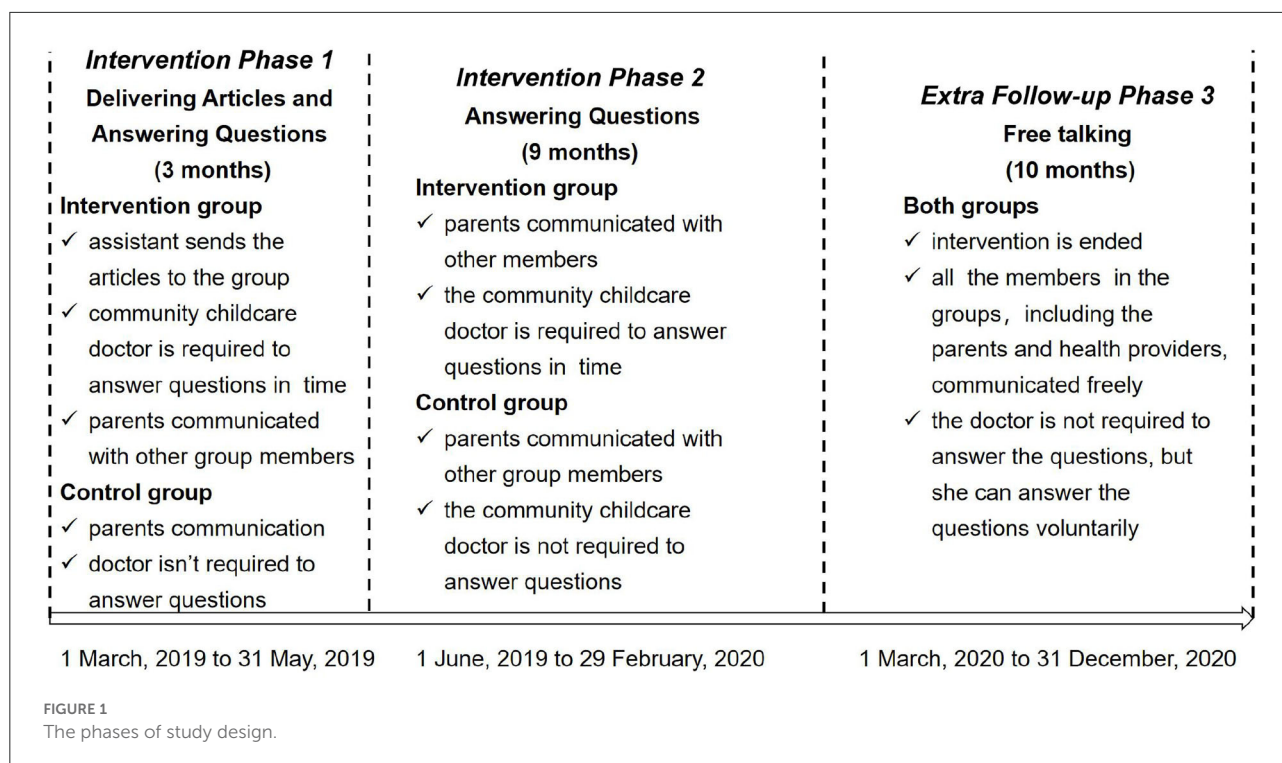 Intervention Phase 1
Delivering Articles and
Answering Questions
(3 months)
Intervention group
✓ assistant sends the
articles to the group
✓ community childcare
doctor is required to
answer questions in time
✓ parents communicated
with other group members
Control group
✓ parents communication
✓ doctor isn't required to
answer questions
Intervention Phase 2
Answering Questions
(9 months)
Intervention group
✓ parents communicated with
other members
✓ the community childcare
doctor is required to answer
questions in time
Control group
✓ parents communicated with
other group members
✓ the community childcare
doctor is not required to
answer questions
Extra Follow-up Phase 3
Free talking
(10 months)
Both groups
✓ intervention is ended
✓ all the members in the
groups, including the
parents and health providers,
communicated freely
✓ the doctor is not required to
answer the questions, but
she can answer the
questions voluntarily
1 March, 2019 to 31 May, 2019
1 June, 2019 to 29 February, 2020
1 March, 2020 to 31 December, 2020
FIGURE 1
The phases of study design.